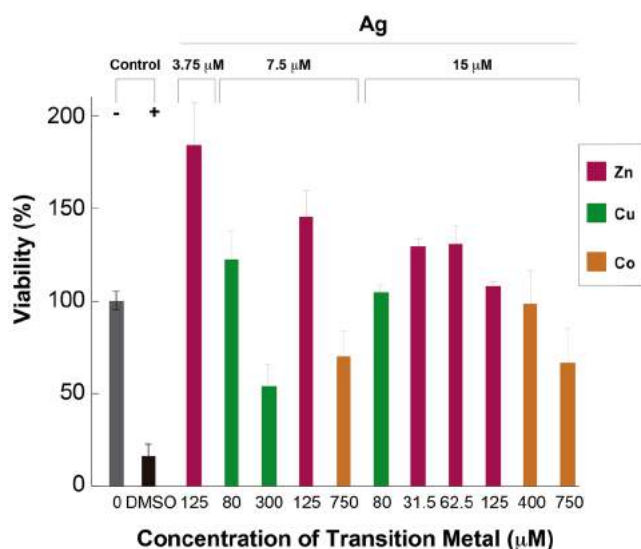 Ag
Control 3.75 μM 7.5 μM 15 μM
- +
200
150
100
50
0
Viability (%)
Zn
Cu
Co
0 DMSO 125 80 300 125 750 80 31.5 62.5 125 400 750
Concentration of Transition Metal (μM)